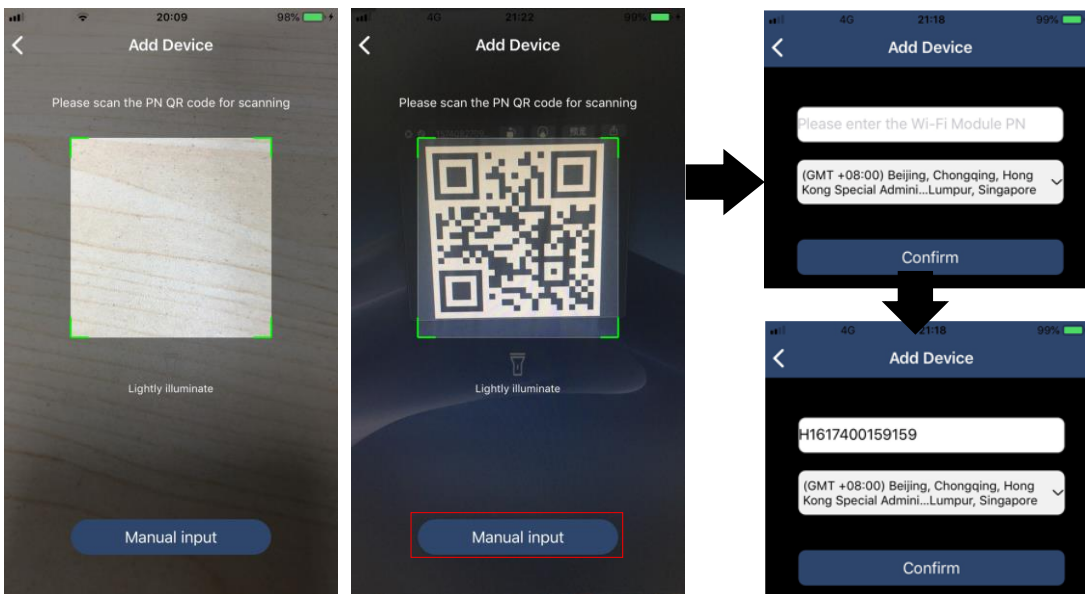 20:09
98%
Add Device
Please scan the PN QR code for scanning
Lightly illuminate
Manual input
4G
21:22
99%
Add Device
Please scan the PN QR code for scanning
Lightly illuminate
Manual input
4G
21:18
99%
Add Device
Please enter the Wi-Fi Module PN
(GMT +08:00) Beijing, Chongqing, Hong
Kong Special Admini...Lumpur, Singapore
Confirm
4G
21:18
99%
Add Device
H1617400159159
(GMT +08:00) Beijing, Chongqing, Hong
Kong Special Admini...Lumpur, Singapore
Confirm